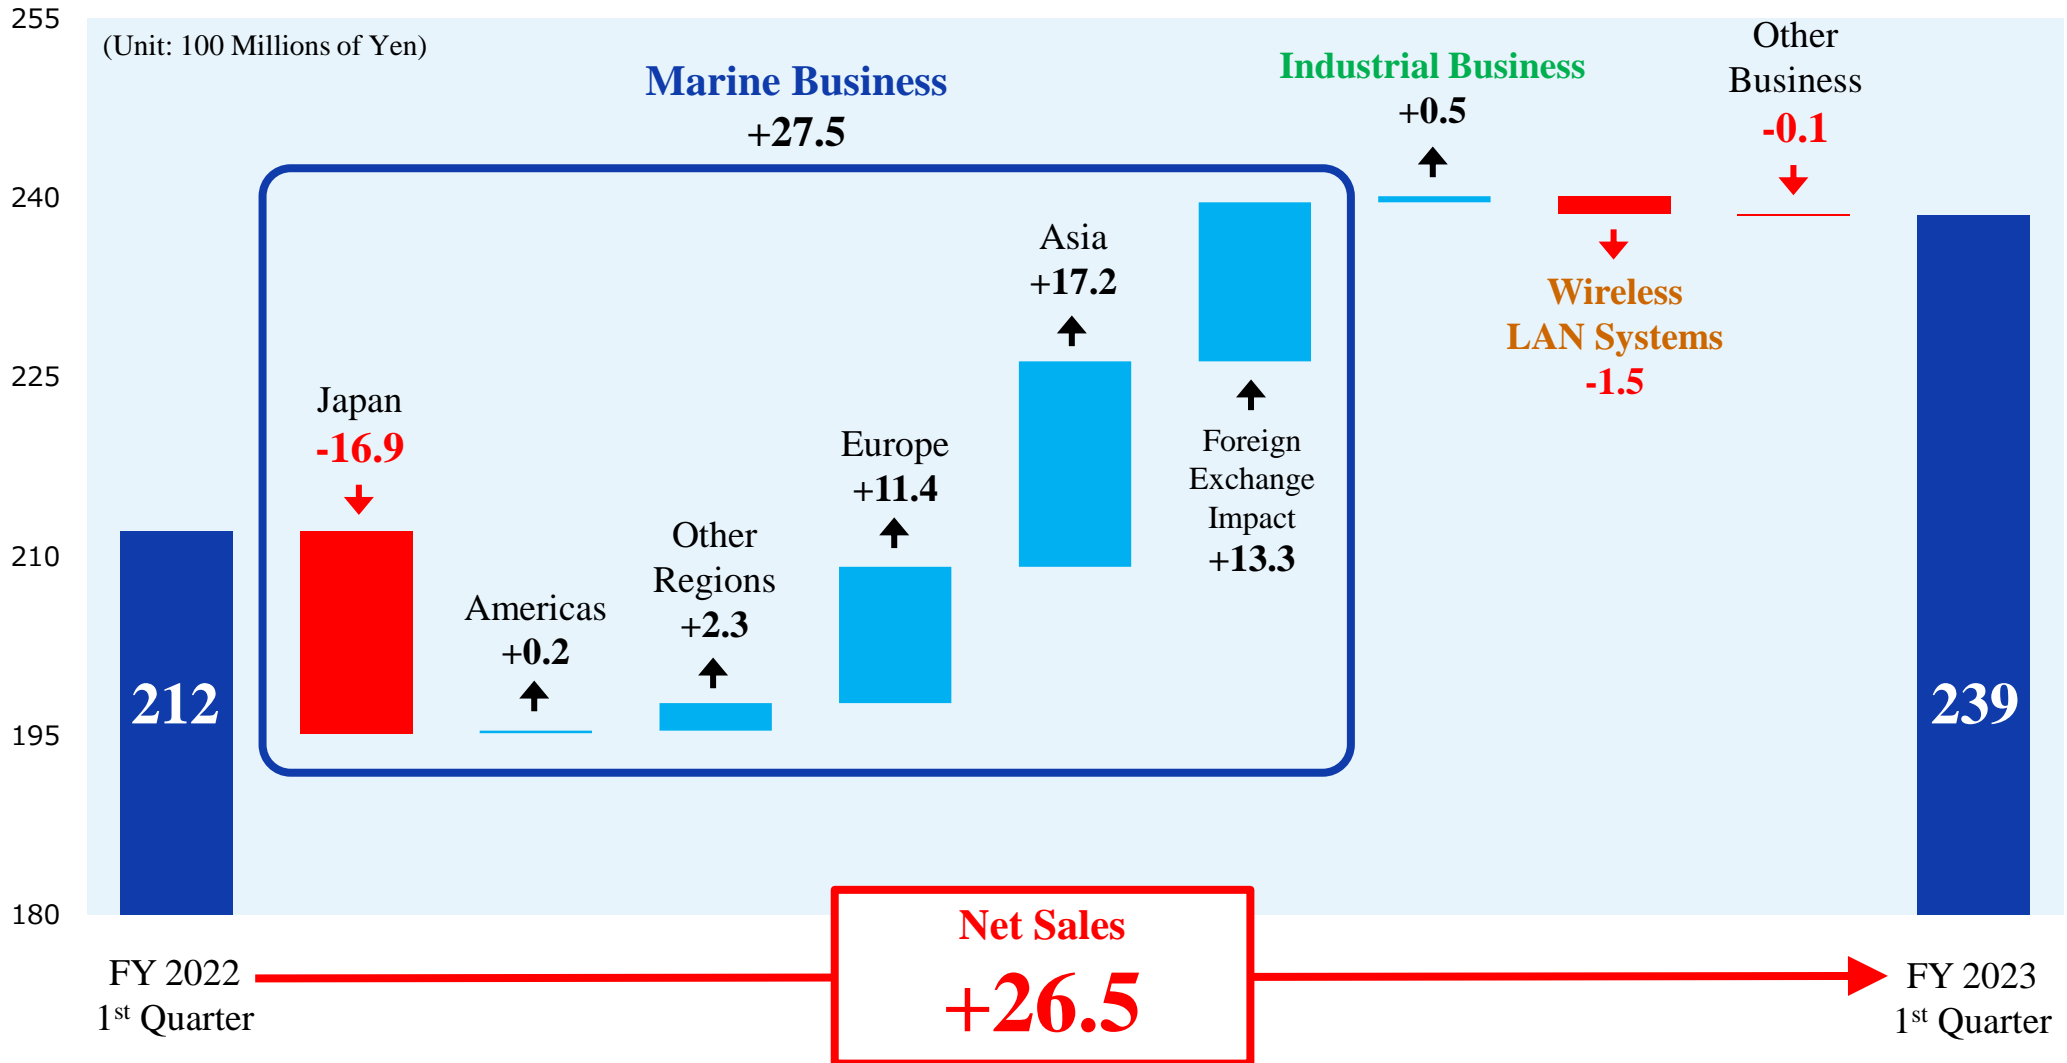 255
240
225
210
195
180
(Unit: 100 Millions of Yen)
Marine Business
+27.5
Industrial Business
+0.5
Other
Business
-0.1
Wireless
LAN Systems
-1.5
212
Japan
-16.9
Americas
+0.2
Other
Regions
+2.3
Europe
+11.4
Asia
+17.2
Foreign
Exchange
Impact
+13.3
239
FY 2022
1st Quarter
Net Sales
+26.5
FY 2023
1st Quarter